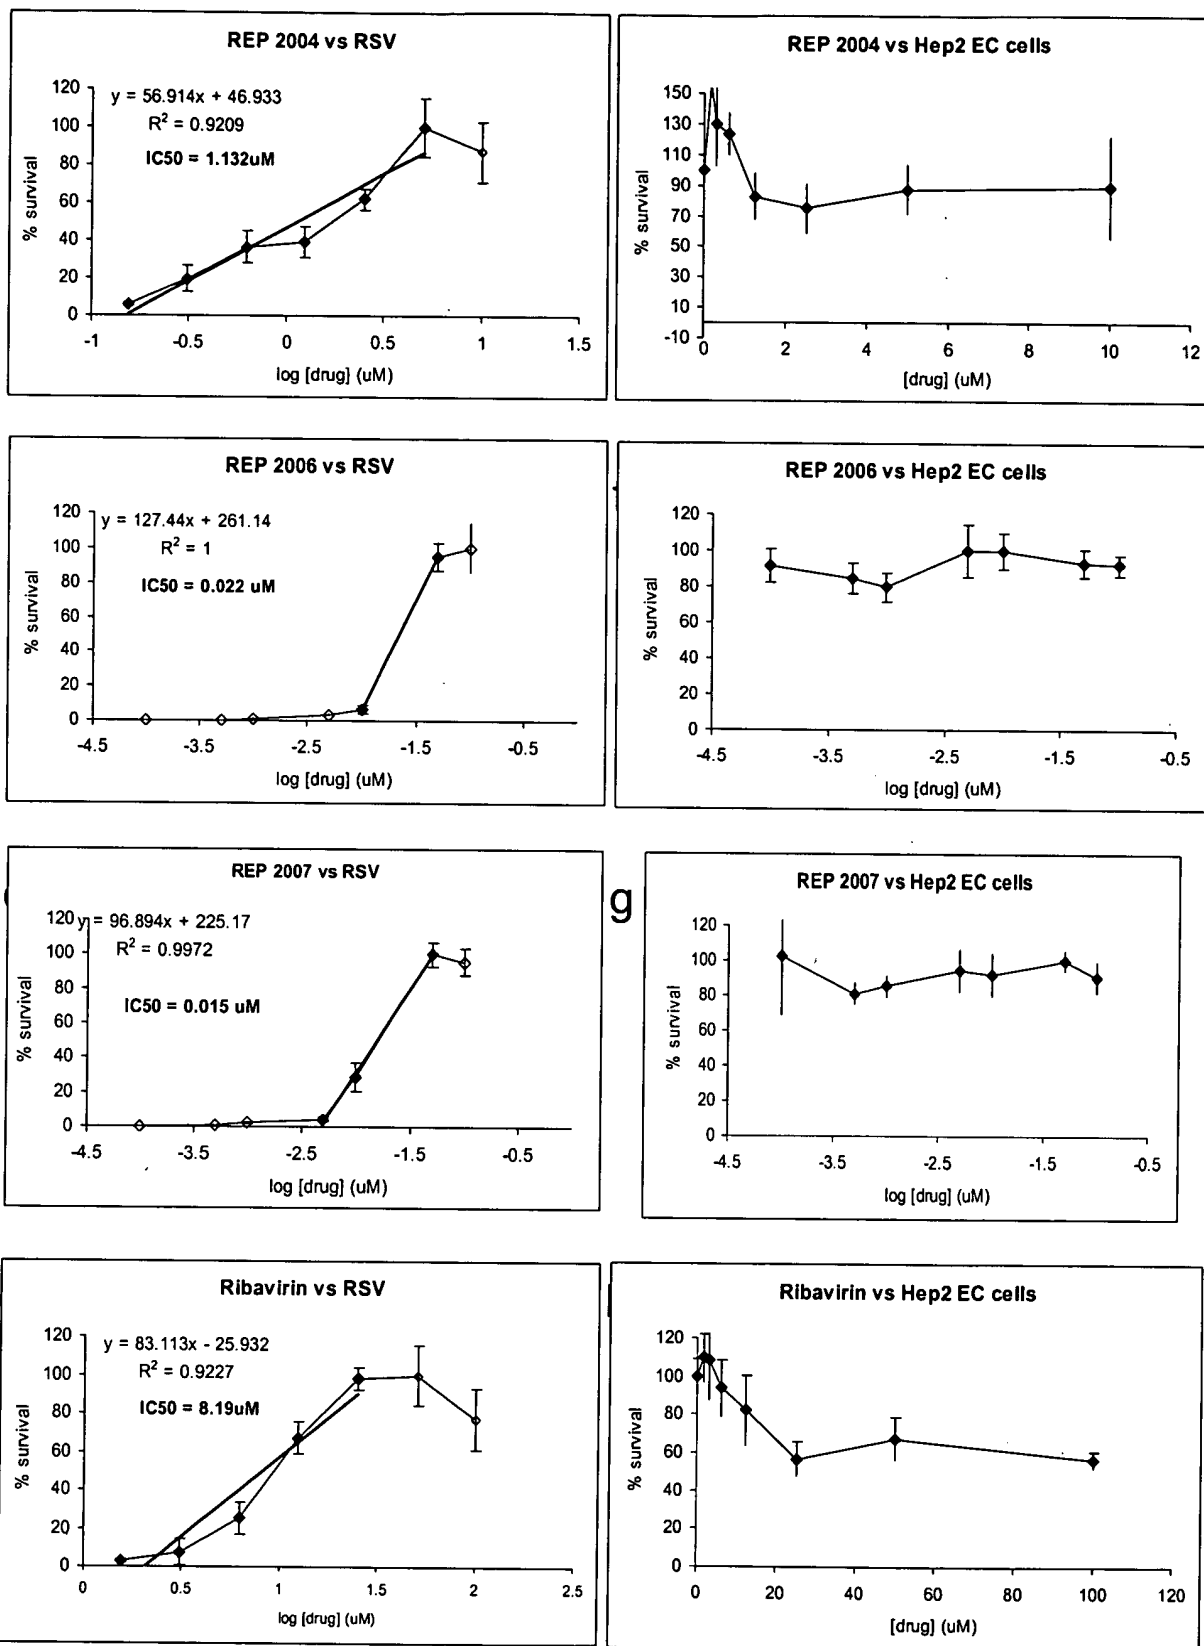 REP 2004 vs RSV
y = 56.914x + 46.933
R² = 0.9209
IC50 = 1.132uM
% survival
120
100
80
60
40
20
0
-1 -0.5 0 0.5 1 1.5
log [drug] (uM)
REP 2004 vs Hep2 EC cells
% survival
150
130
110
90
70
50
30
10
-10
0 2 4 6 8 10 12
[drug] (uM)
REP 2006 vs RSV
y = 127.44x + 261.14
R² = 1
IC50 = 0.022 uM
% survival
120
100
80
60
40
20
0
-4.5 -3.5 -2.5 -1.5 -0.5
log [drug] (uM)
REP 2006 vs Hep2 EC cells
% survival
120
100
80
60
40
20
0
-4.5 -3.5 -2.5 -1.5 -0.5
log [drug] (uM)
REP 2007 vs RSV
y = 96.894x + 225.17
R² = 0.9972
IC50 = 0.015 uM
% survival
120
100
80
60
40
20
0
-4.5 -3.5 -2.5 -1.5 -0.5
log [drug] (uM)
g
REP 2007 vs Hep2 EC cells
% survival
120
100
80
60
40
20
0
-4.5 -3.5 -2.5 -1.5 -0.5
log [drug] (uM)
Ribavirin vs RSV
y = 83.113x - 25.932
R² = 0.9227
IC50 = 8.19uM
% survival
120
100
80
60
40
20
0
0 0.5 1 1.5 2 2.5
log [drug] (uM)
Ribavirin vs Hep2 EC cells
% survival
120
100
80
60
40
20
0
0 20 40 60 80 100 120
[drug] (uM)